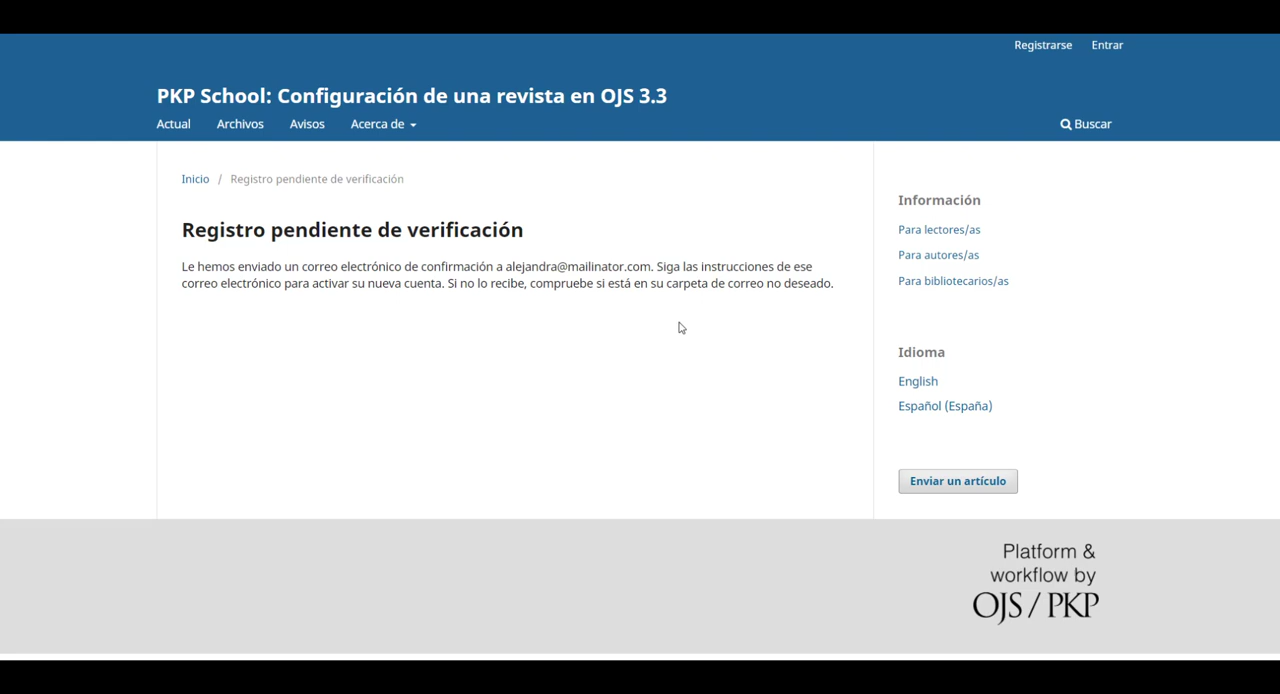 Registrarse Entrar
PKP School: Configuración de una revista en OJS 3.3
Actual Archivos Avisos Acerca de Buscar
Inicio / Registro pendiente de verificación
Registro pendiente de verificación
Le hemos enviado un correo electrónico de confirmación a alejandra@mailinator.com. Siga las instrucciones de ese
correo electrónico para activar su nueva cuenta. Si no lo recibe, compruebe si está en su carpeta de correo no deseado.
Información
Para lectores/as
Para autores/as
Para bibliotecarios/as
Idioma
English
Español (España)
Enviar un artículo
Platform &
workflow by
OJS / PKP